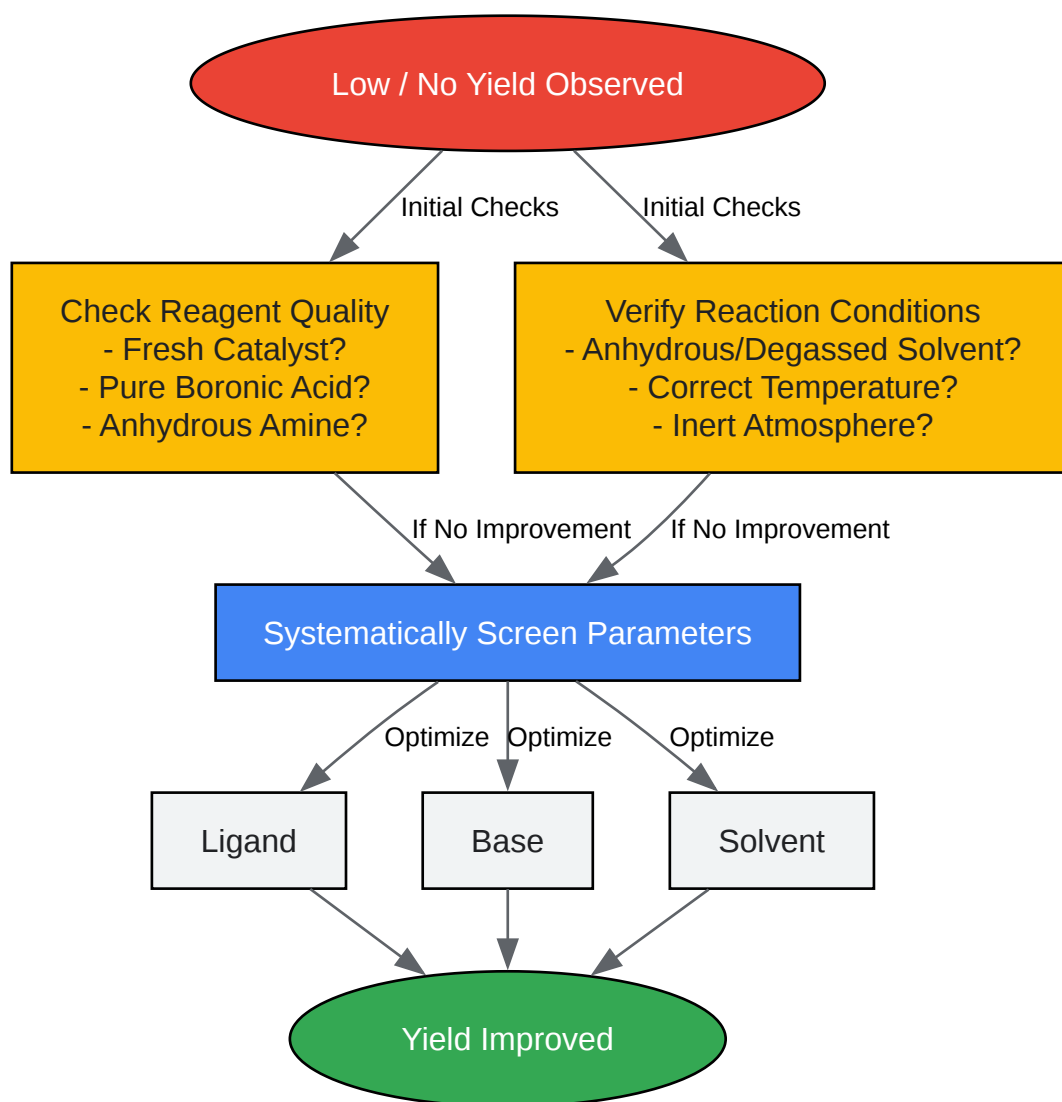 Low / No Yield Observed
Initial Checks
Initial Checks
Check Reagent Quality
- Fresh Catalyst?
- Pure Boronic Acid?
- Anhydrous Amine?
Verify Reaction Conditions
- Anhydrous/Degassed Solvent?
- Correct Temperature?
- Inert Atmosphere?
If No Improvement
If No Improvement
Systematically Screen Parameters
Optimize
Optimize
Optimize
Ligand
Base
Solvent
Yield Improved